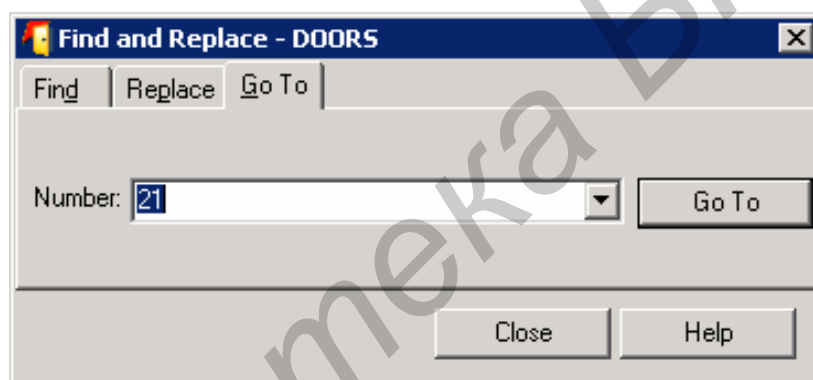 Find and Replace - DOORS
Find Replace Go To
Number: 21 Go To
Close Help